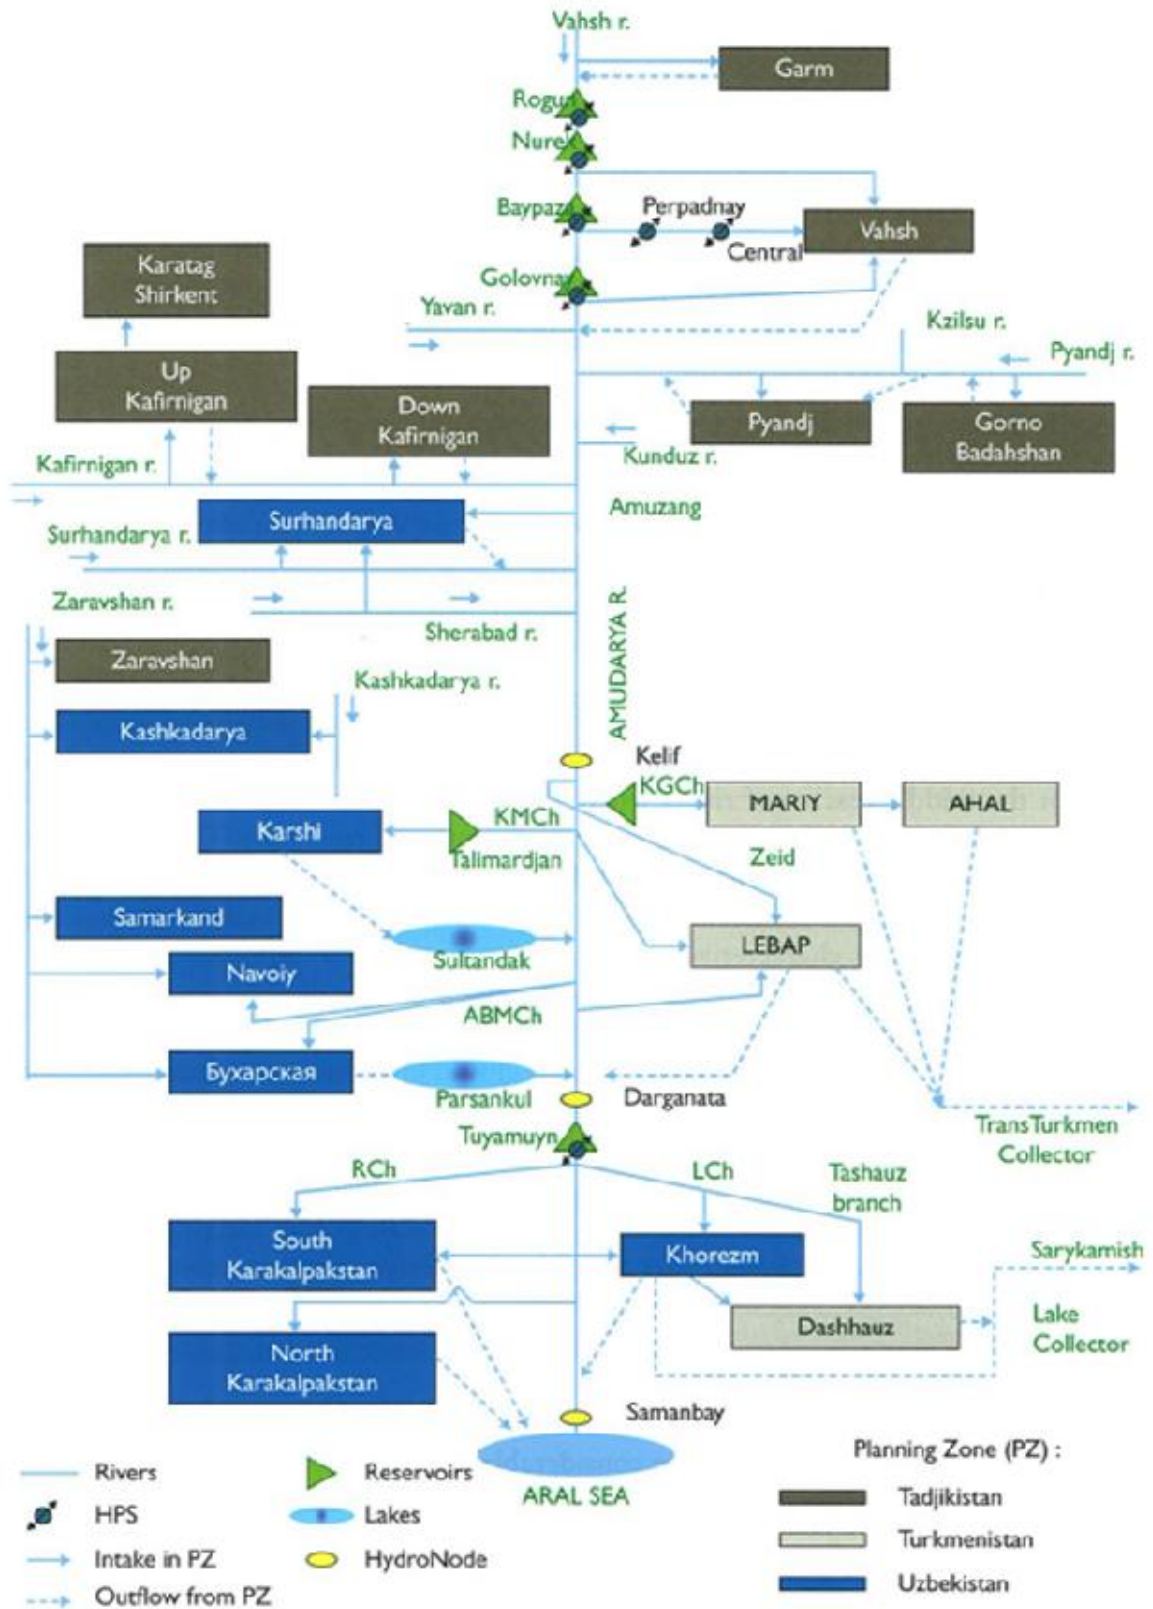 Vahsh r.
Garm
Rogun
Nurek
Baypaza
Perpadnay
Vahsh
Central
Karatag
Shirkent
Golovnay
Yavan r.
Kzilsu r.
Pyandj r.
Up
Kafirnigan
Down
Kafirnigan
Pyandj
Gorno
Badahshan
Kunduz r.
Kafirnigan r.
Amuzang
Surhandarya
Surhandarya r.
Zaravshan r.
Sherabad r.
AMUDARYA R.
Zaravshan
Kashkadarya r.
Kashkadarya
Kelif
KGCh
MARIY
AHAL
Karshi
KMCh
Talimardjan
Zeid
Samarkand
LEBAP
Sultandak
Navoiy
ABMCh
Бухарская
Parsankul
Darganata
Tuyamuyn
TransTurkmen
Collector
RCh
LCh
Tashauz
branch
South
Karakalpakstan
Khorezm
Sarykamish
Dashhauz
Lake
Collector
North
Karakalpakstan
Samanbay
ARAL SEA
Planning Zone (PZ) :
Rivers
Reservoirs
Tadjikistan
HPS
Lakes
Turkmenistan
Intake in PZ
HydroNode
Uzbekistan
Outflow from PZ